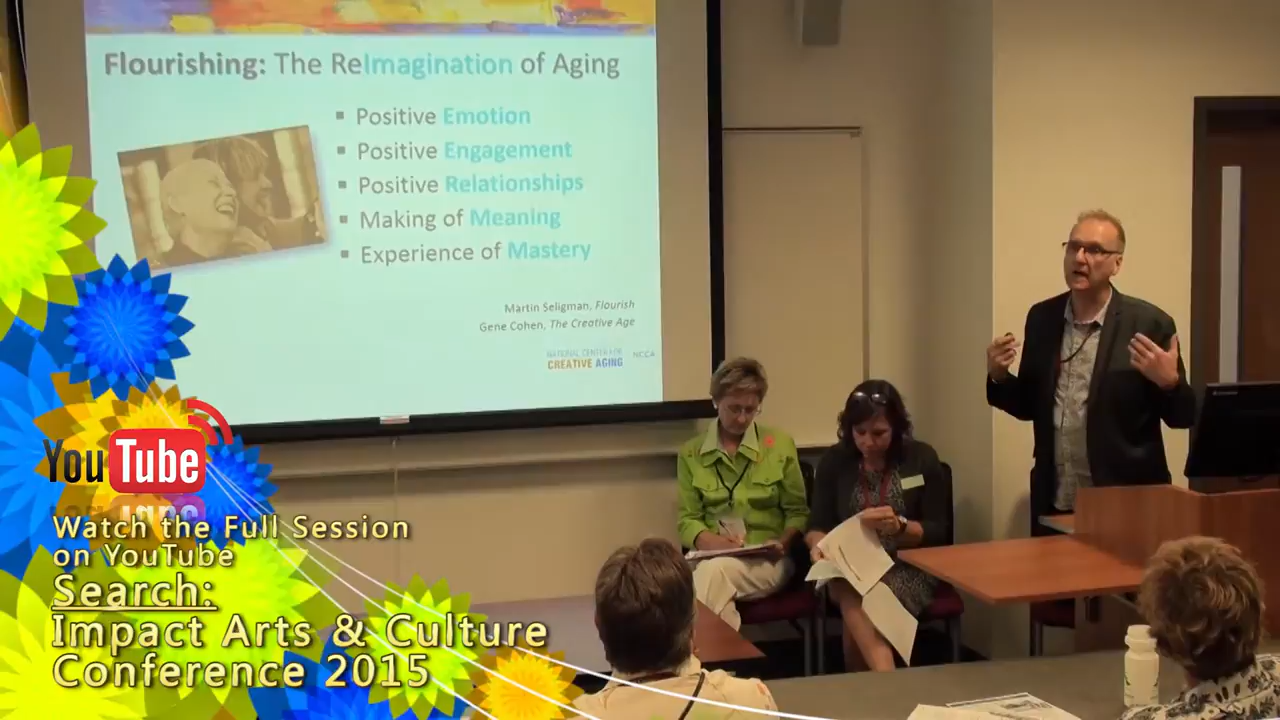 Flourishing: The ReImagination of Aging
▪ Positive Emotion
▪ Positive Engagement
▪ Positive Relationships
▪ Making of Meaning
▪ Experience of Mastery
Martin Seligman, Flourish
Gene Cohen, The Creative Age
NATIONAL CENTER FOR
CREATIVE AGING
NCCA
YouTube
Watch the Full Session
on YouTube
Search:
Impact Arts & Culture
Conference 2015